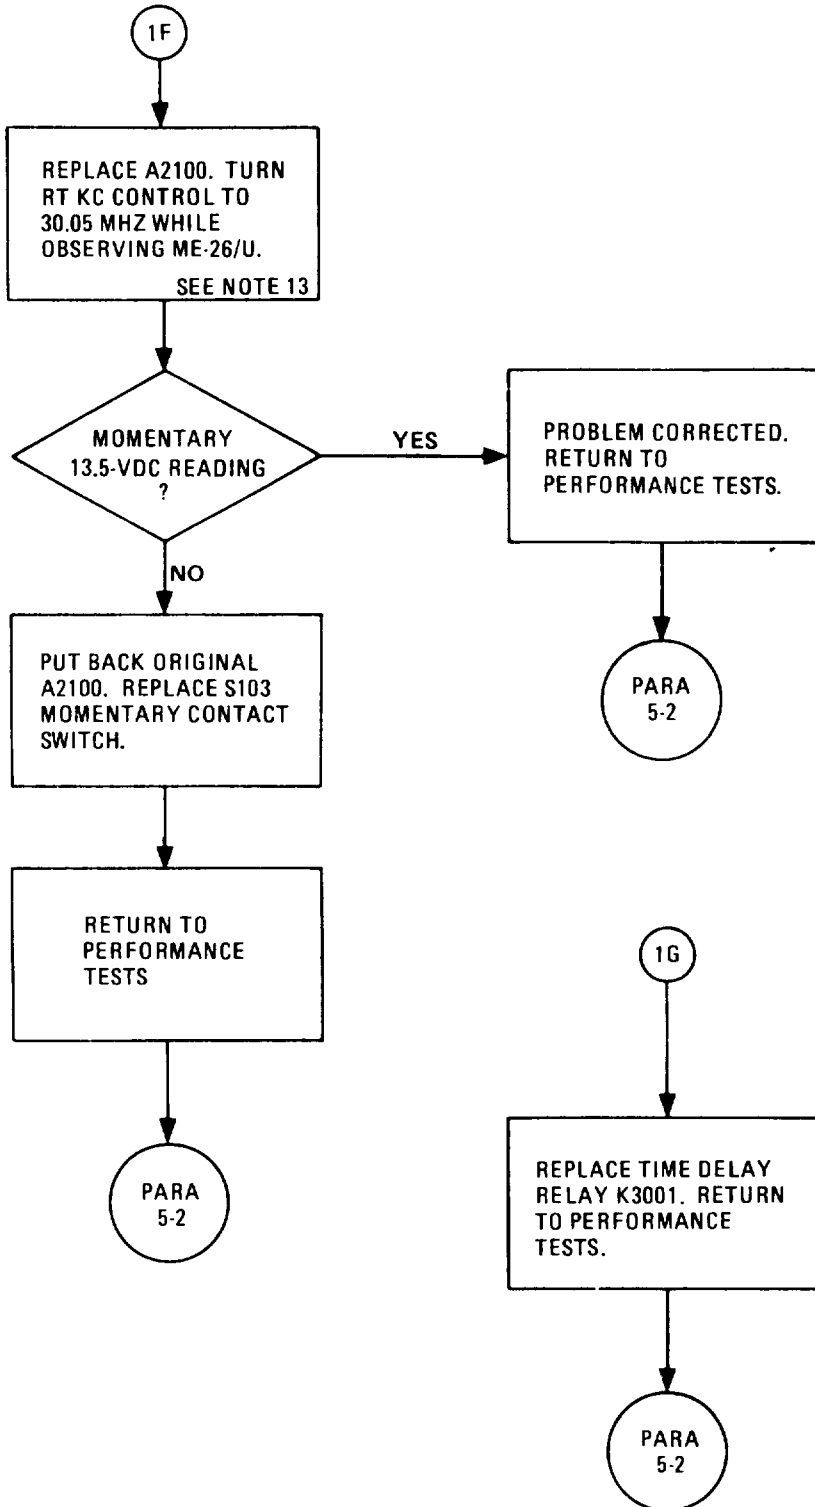 1F
REPLACE A2100. TURN
RT KC CONTROL TO
30.05 MHZ WHILE
OBSERVING ME-26/U.
SEE NOTE 13
MOMENTARY
13.5-VDC READING
?
YES
PROBLEM CORRECTED.
RETURN TO
PERFORMANCE TESTS.
PARA
5-2
NO
PUT BACK ORIGINAL
A2100. REPLACE S103
MOMENTARY CONTACT
SWITCH.
RETURN TO
PERFORMANCE
TESTS
PARA
5-2
1G
REPLACE TIME DELAY
RELAY K3001. RETURN
TO PERFORMANCE
TESTS.
PARA
5-2